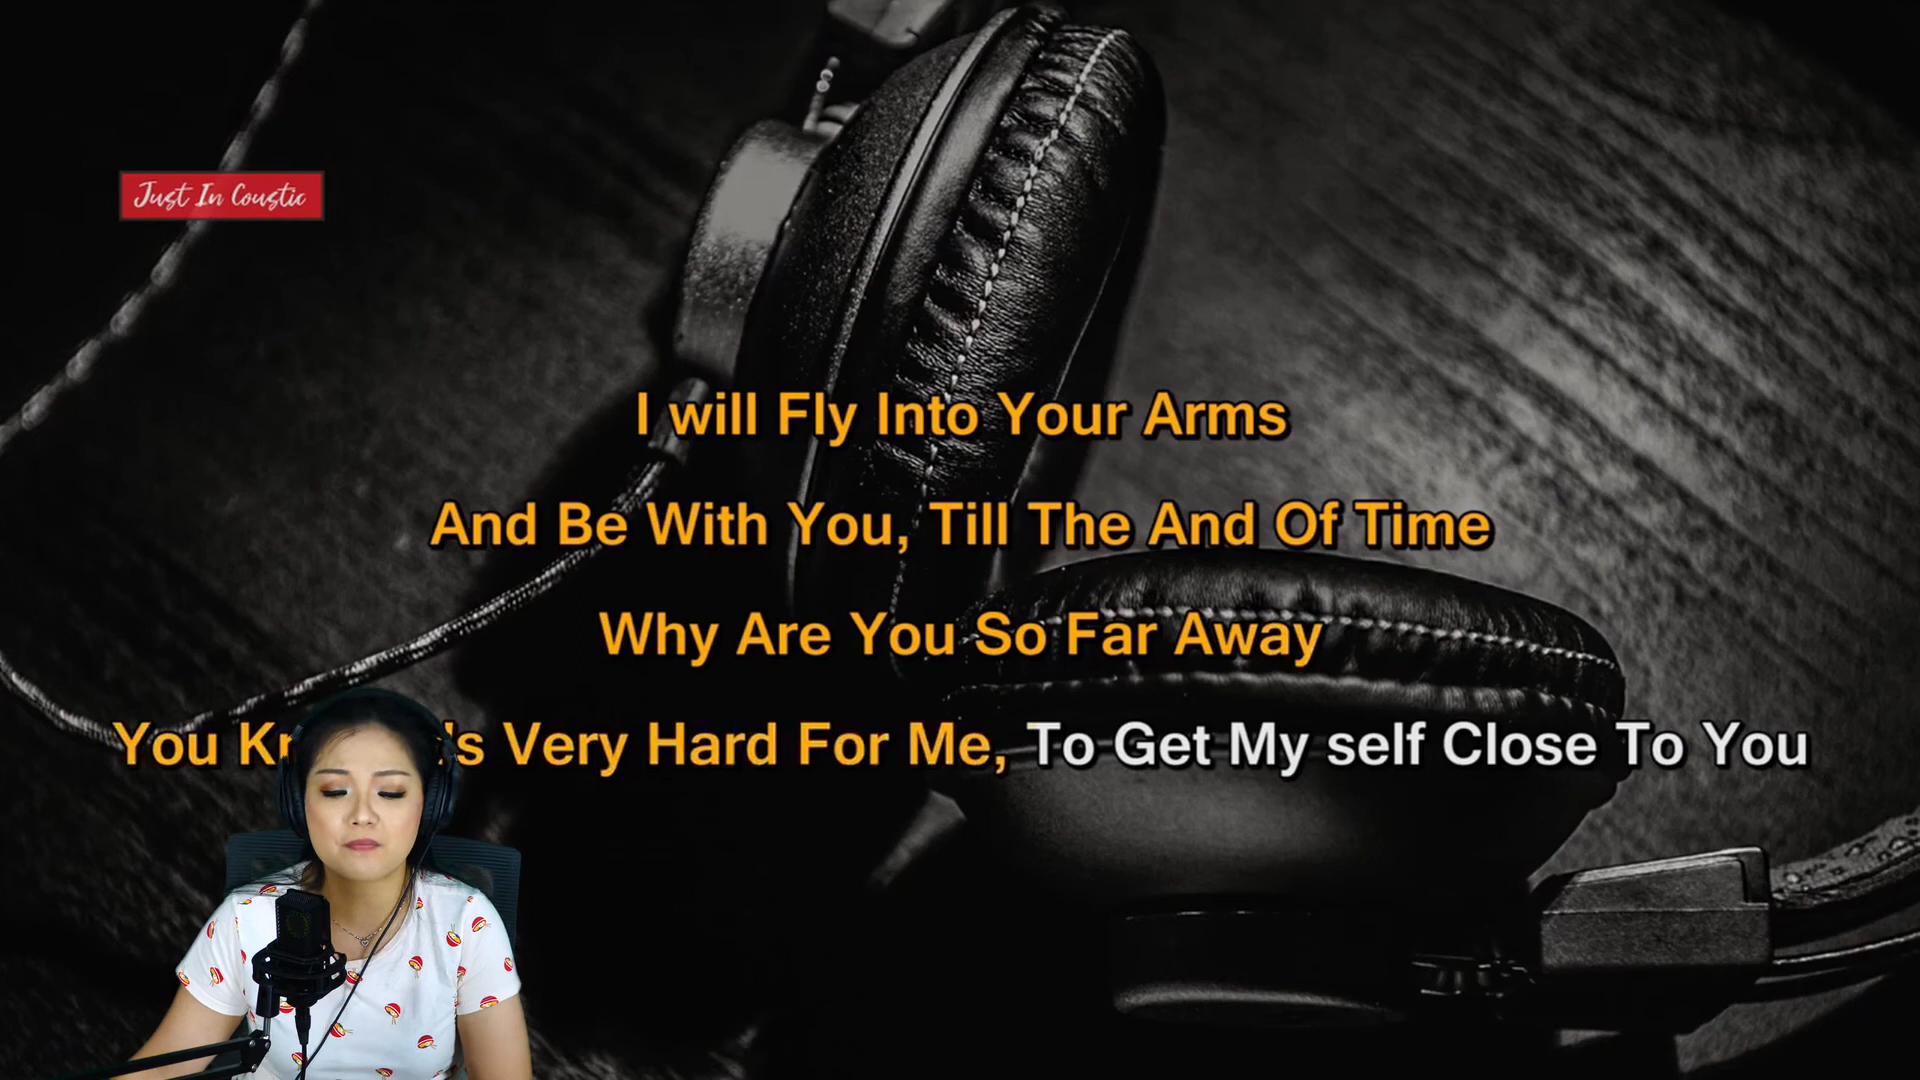 Just In Coustic
I will Fly Into Your Arms
And Be With You, Till The And Of Time
Why Are You So Far Away
You 's Very Hard For Me, To Get My self Close To You